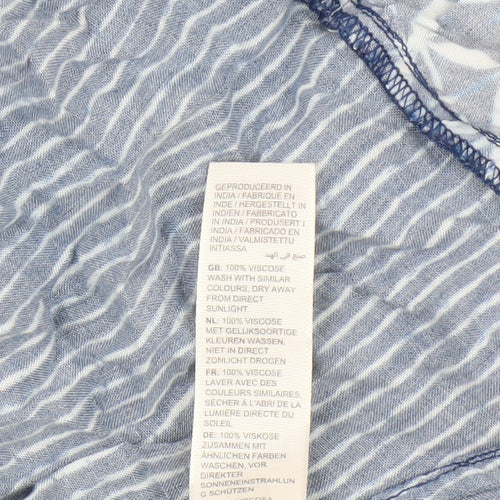 GEPRODUCEERD IN
INDIA / FABRIQUÉ EN
INDE / HERGESTELLT IN
INDIEN / FABBRICATO
IN INDIA / PRODUSERT I
INDIA / FABRICADO EN
INDIA / VALMISTETTU
INTIASSA
صنع في الهند
GB: 100% VISCOSE
WASH WITH SIMILAR
COLOURS, DRY AWAY
FROM DIRECT
SUNLIGHT
NL: 100% VISCOSE
MET GELIJKSOORTIGE
KLEUREN WASSEN.
NIET IN DIRECT
ZONLICHT DROGEN
FR: 100% VISCOSE
LAVER AVEC DES
COULEURS SIMILAIRES,
SÉCHER À L'ABRI DE LA
LUMIÈRE DIRECTE DU
SOLEIL
DE: 100% VISKOSE
ZUSAMMEN MIT
ÄHNLICHEN FARBEN
WASCHEN, VOR
DIREKTER
SONNENEINSTRAHLUN
G SCHÜTZEN